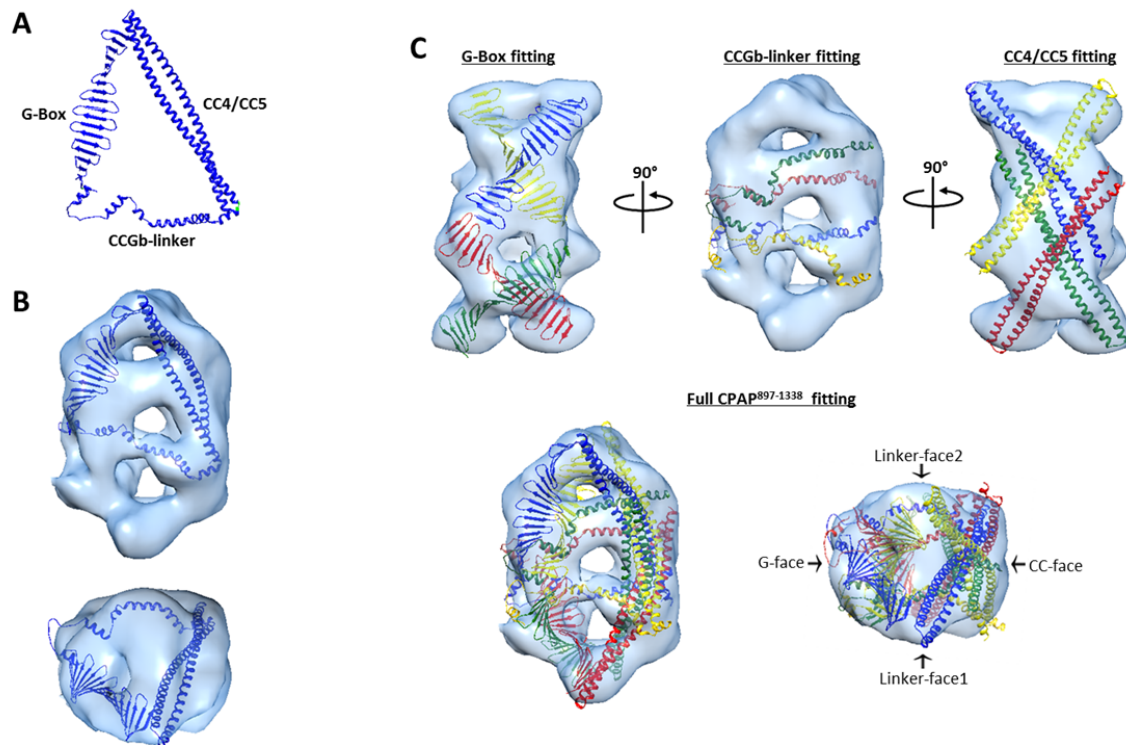 A
G-Box
CC4/CC5
CCGb-linker
B
C
G-Box fitting
CCGb-linker fitting
CC4/CC5 fitting
90°
90°
Full CPAP⁸⁹⁷⁻¹³³⁸ fitting
Linker-face2
G-face
CC-face
Linker-face1